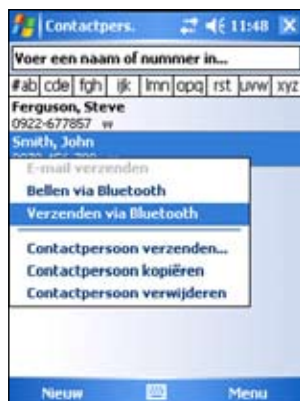 Contactpers. 11:48
Voer een naam of nummer in...
#ab cde fgh ijk lmn opq rst uvw xyz
Ferguson, Steve
0922-677857 w
Smith, John
E-mail verzenden
Bellen via Bluetooth
Verzenden via Bluetooth
Contactpersoon verzenden...
Contactpersoon kopiëren
Contactpersoon verwijderen
Nieuw Menu